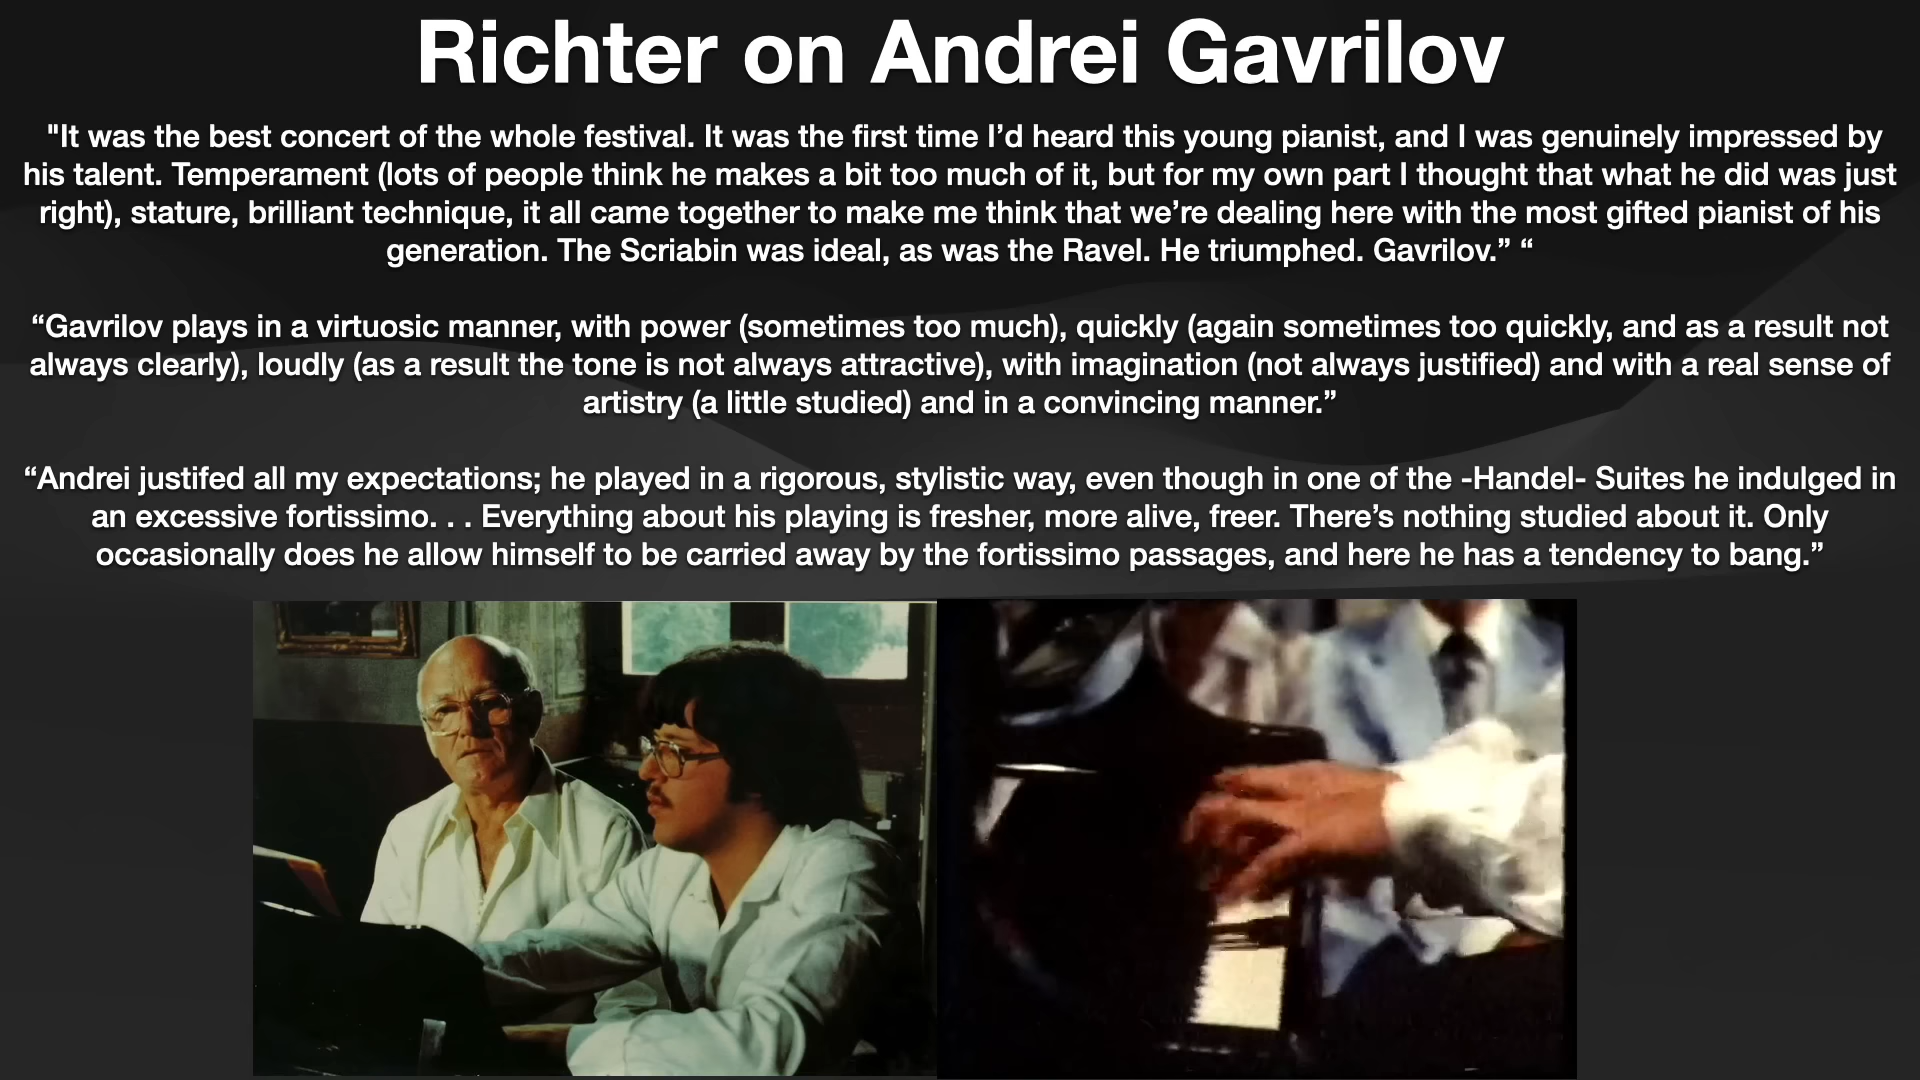 Richter on Andrei Gavrilov
"It was the best concert of the whole festival. It was the first time I’d heard this young pianist, and I was genuinely impressed by
his talent. Temperament (lots of people think he makes a bit too much of it, but for my own part I thought that what he did was just
right), stature, brilliant technique, it all came together to make me think that we’re dealing here with the most gifted pianist of his
generation. The Scriabin was ideal, as was the Ravel. He triumphed. Gavrilov.” “
“Gavrilov plays in a virtuosic manner, with power (sometimes too much), quickly (again sometimes too quickly, and as a result not
always clearly), loudly (as a result the tone is not always attractive), with imagination (not always justified) and with a real sense of
artistry (a little studied) and in a convincing manner.”
“Andrei justifed all my expectations; he played in a rigorous, stylistic way, even though in one of the -Handel- Suites he indulged in
an excessive fortissimo. . . Everything about his playing is fresher, more alive, freer. There’s nothing studied about it. Only
occasionally does he allow himself to be carried away by the fortissimo passages, and here he has a tendency to bang.”